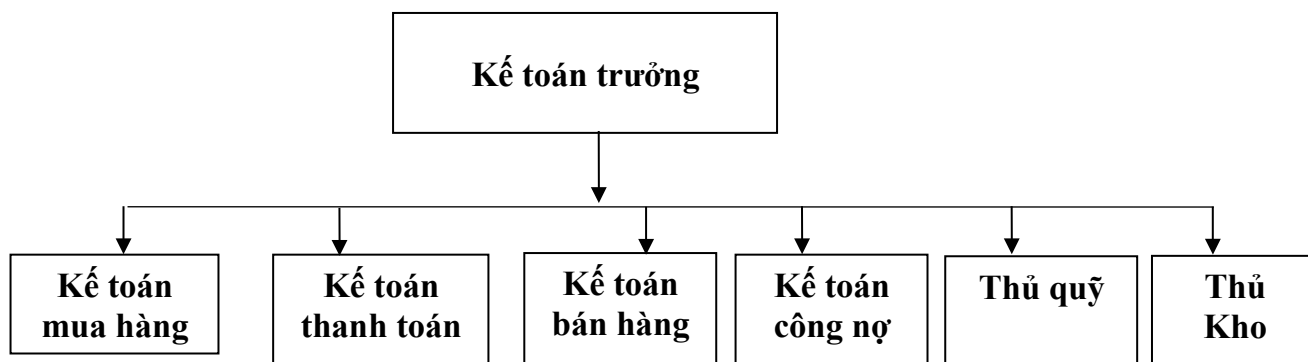 Kế toán trưởng
Kế toán
mua hàng
Kế toán
thanh toán
Kế toán
bán hàng
Kế toán
công nợ
Thủ quỹ
Thủ
Kho